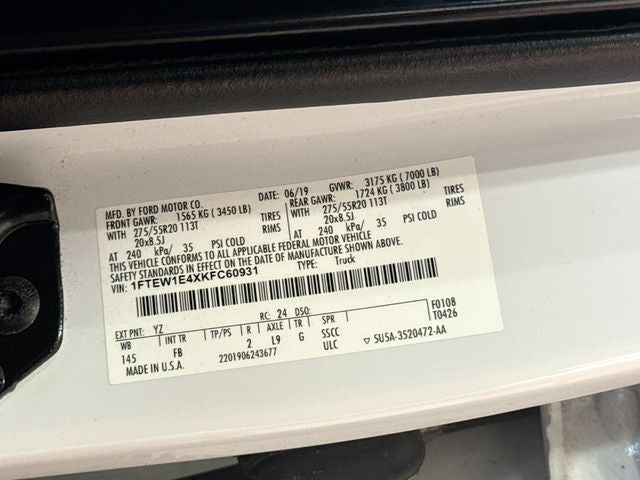 MFD. BY FORD MOTOR CO. DATE: 06/19 GVWR: 3175 KG ( 7000 LB)
FRONT GAWR: 1565 KG ( 3450 LB) REAR GAWR: 1724 KG ( 3800 LB)
WITH 275/55R20 113T TIRES WITH 275/55R20 113T TIRES
20x8.5J RIMS 20x8.5J RIMS
AT 240 kPa/ 35 PSI COLD AT 240 kPa/ 35 PSI COLD
THIS VEHICLE CONFORMS TO ALL APPLICABLE FEDERAL MOTOR VEHICLE
SAFETY STANDARDS IN EFFECT ON THE DATE OF MANUFACTURE SHOWN ABOVE.
VIN: 1FTEW1E4XKFC60931 TYPE: Truck
EXT PNT: YZ RC: 24 DSO: F0108
WB INT TR TP/PS R AXLE TR SPR T0426
145 FB 2 L9 G SSCC
MADE IN U.S.A. 2201906243677 ULC ▽ 5U5A-3520472-AA